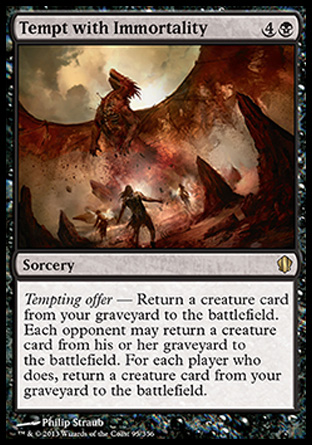 Tempt with Immortality 4
Sorcery
Tempting offer — Return a creature card
from your graveyard to the battlefield.
Each opponent may return a creature
card from his or her graveyard to
the battlefield. For each player who
does, return a creature card from your
graveyard to the battlefield.
Philip Straub
™ & © 2013 Wizards of the Coast 95/356